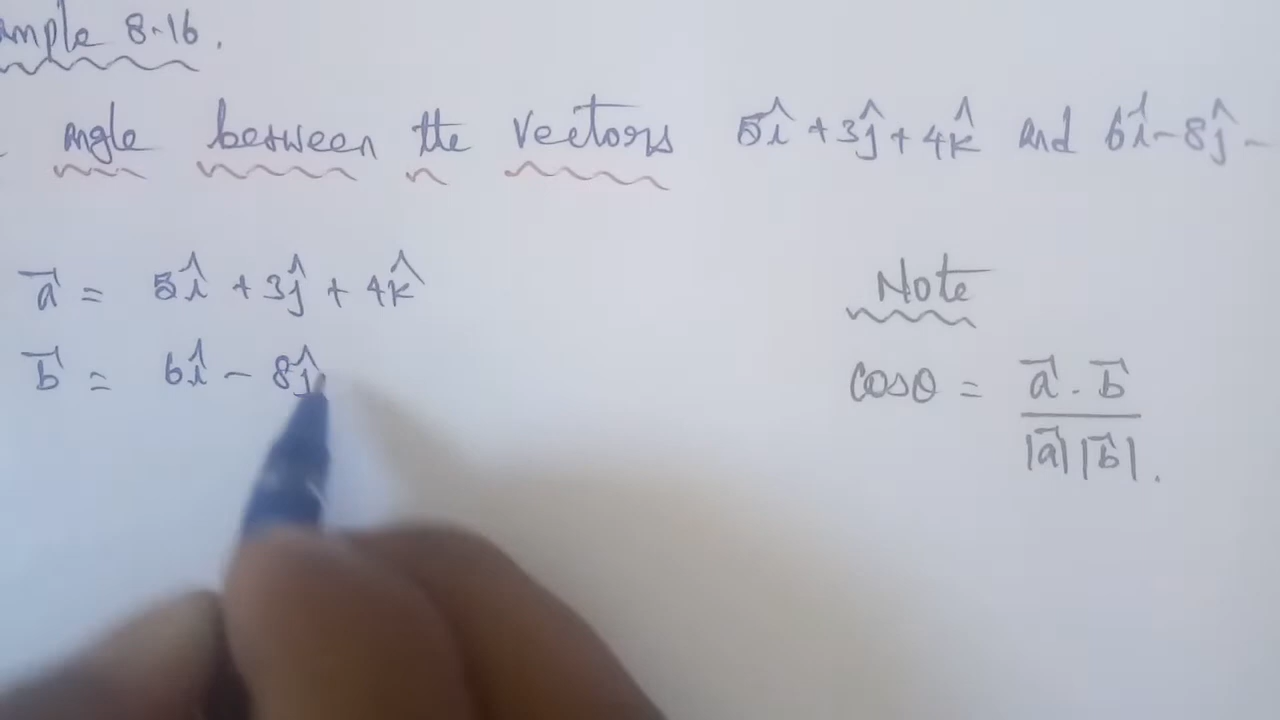 ample 8.16.
angle between the vectors 5î + 3ĵ + 4k̂ and 6î − 8ĵ −
a⃗ = 5î + 3ĵ + 4k̂
b⃗ = 6î − 8ĵ
Note
cosθ = a⃗ . b⃗ / |a⃗| |b⃗| .